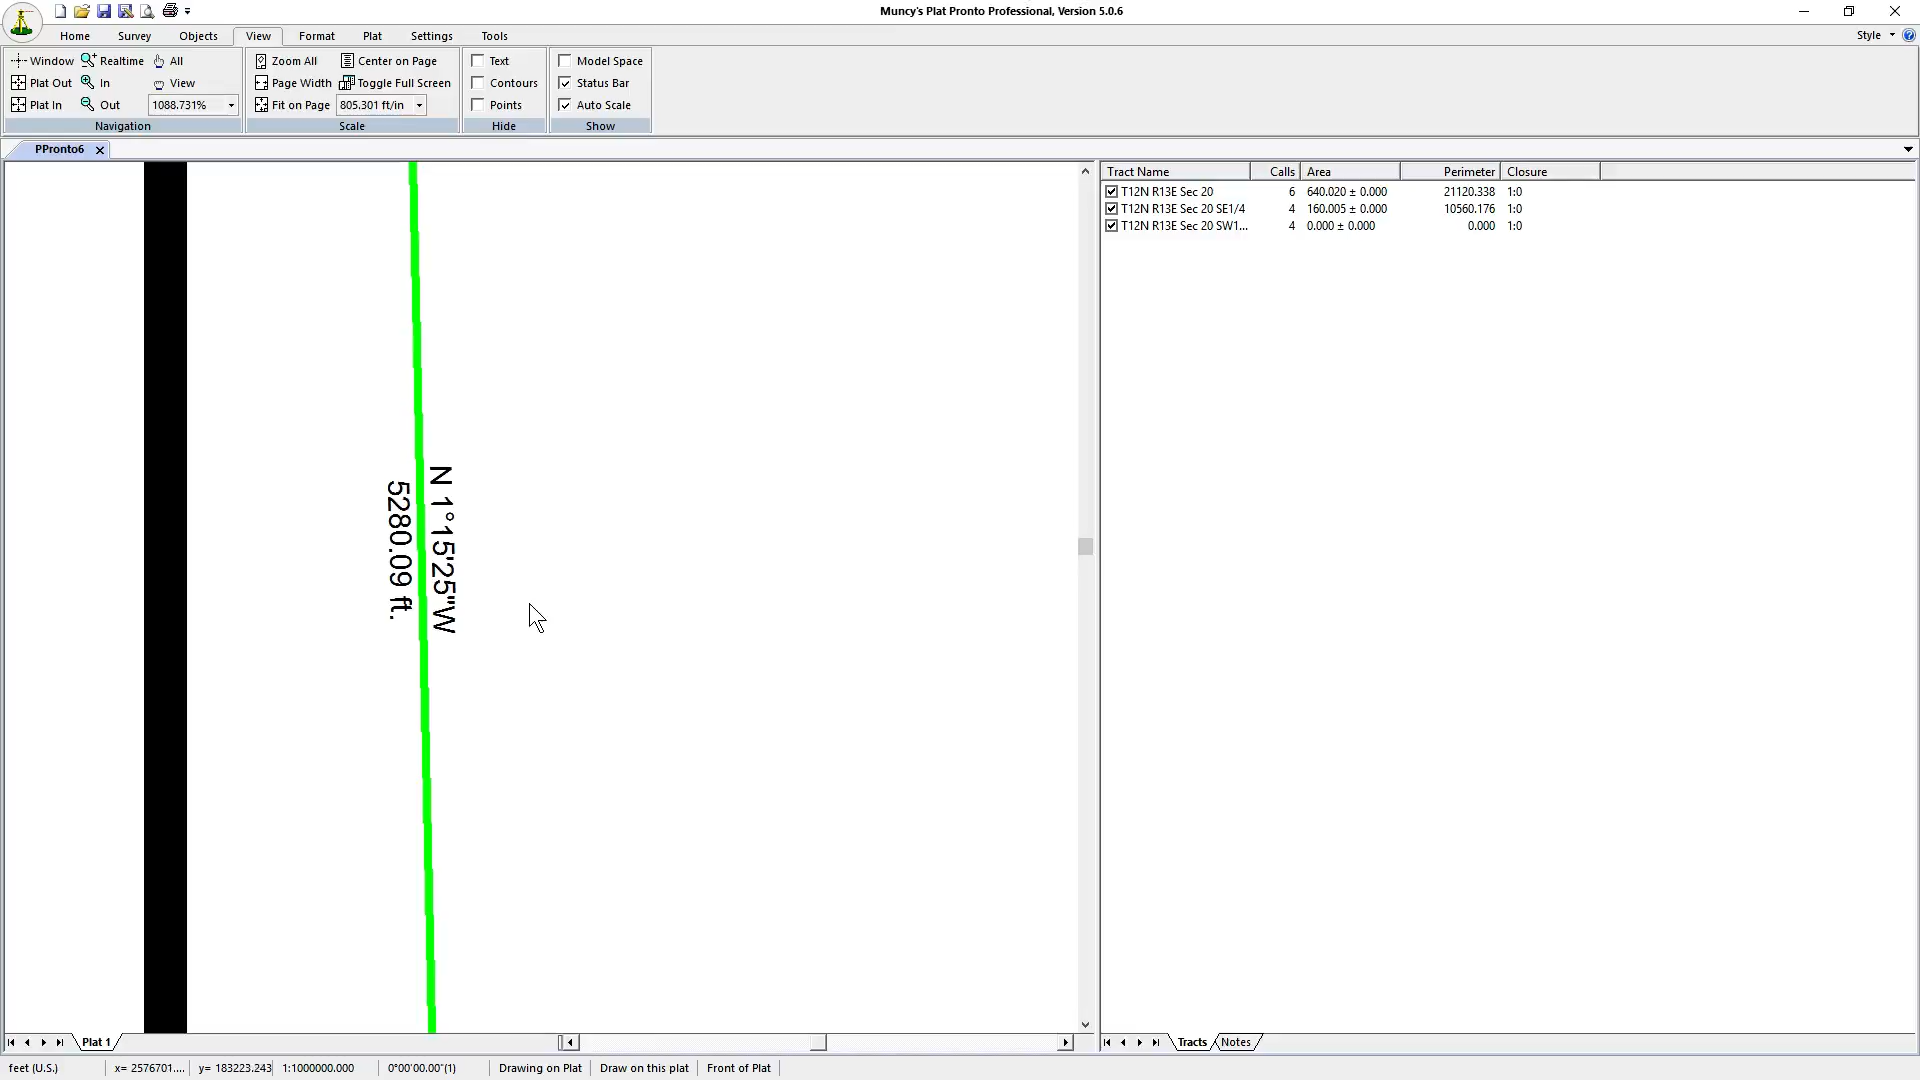 Muncy's Plat Pronto Professional, Version 5.0.6
Home Survey Objects View Format Plat Settings Tools Style
Window Realtime All
Plat Out In View
Plat In Out 1088.731%
Navigation
Zoom All Center on Page
Page Width Toggle Full Screen
Fit on Page 805.301 ft/in
Scale
Text
Contours
Points
Hide
Model Space
Status Bar
Auto Scale
Show
PPronto6
N 1°15'25"W
5280.09 ft.
Tract Name Calls Area Perimeter Closure
T12N R13E Sec 20 6 640.020 ± 0.000 21120.338 1:0
T12N R13E Sec 20 SE1/4 4 160.005 ± 0.000 10560.176 1:0
T12N R13E Sec 20 SW1... 4 0.000 ± 0.000 0.000 1:0
Plat 1
Tracts Notes
feet (U.S.) x= 2576701.... y= 183223.243 1:1000000.000 0°00'00.00"(1) Drawing on Plat Draw on this plat Front of Plat